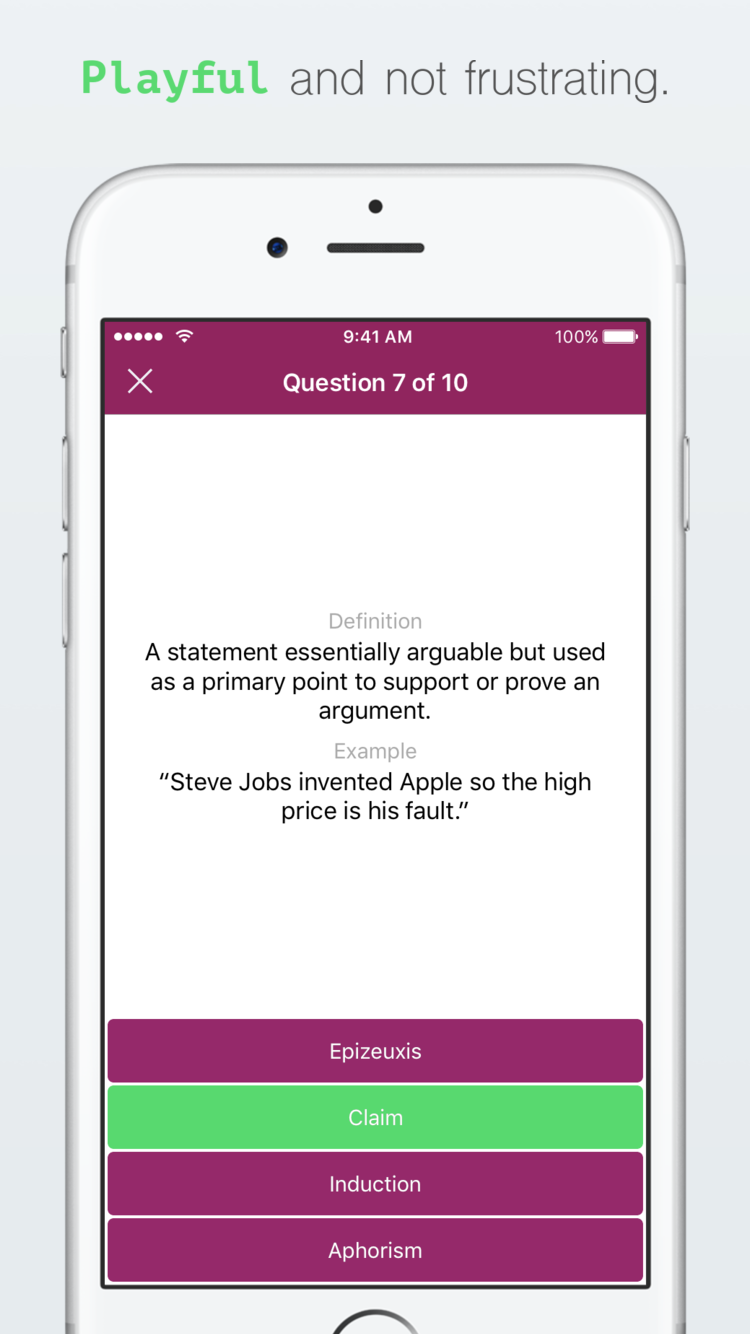 Playful and not frustrating.
9:41 AM
100%
Question 7 of 10
Definition
A statement essentially arguable but used
as a primary point to support or prove an
argument.
Example
“Steve Jobs invented Apple so the high
price is his fault.”
Epizeuxis
Claim
Induction
Aphorism